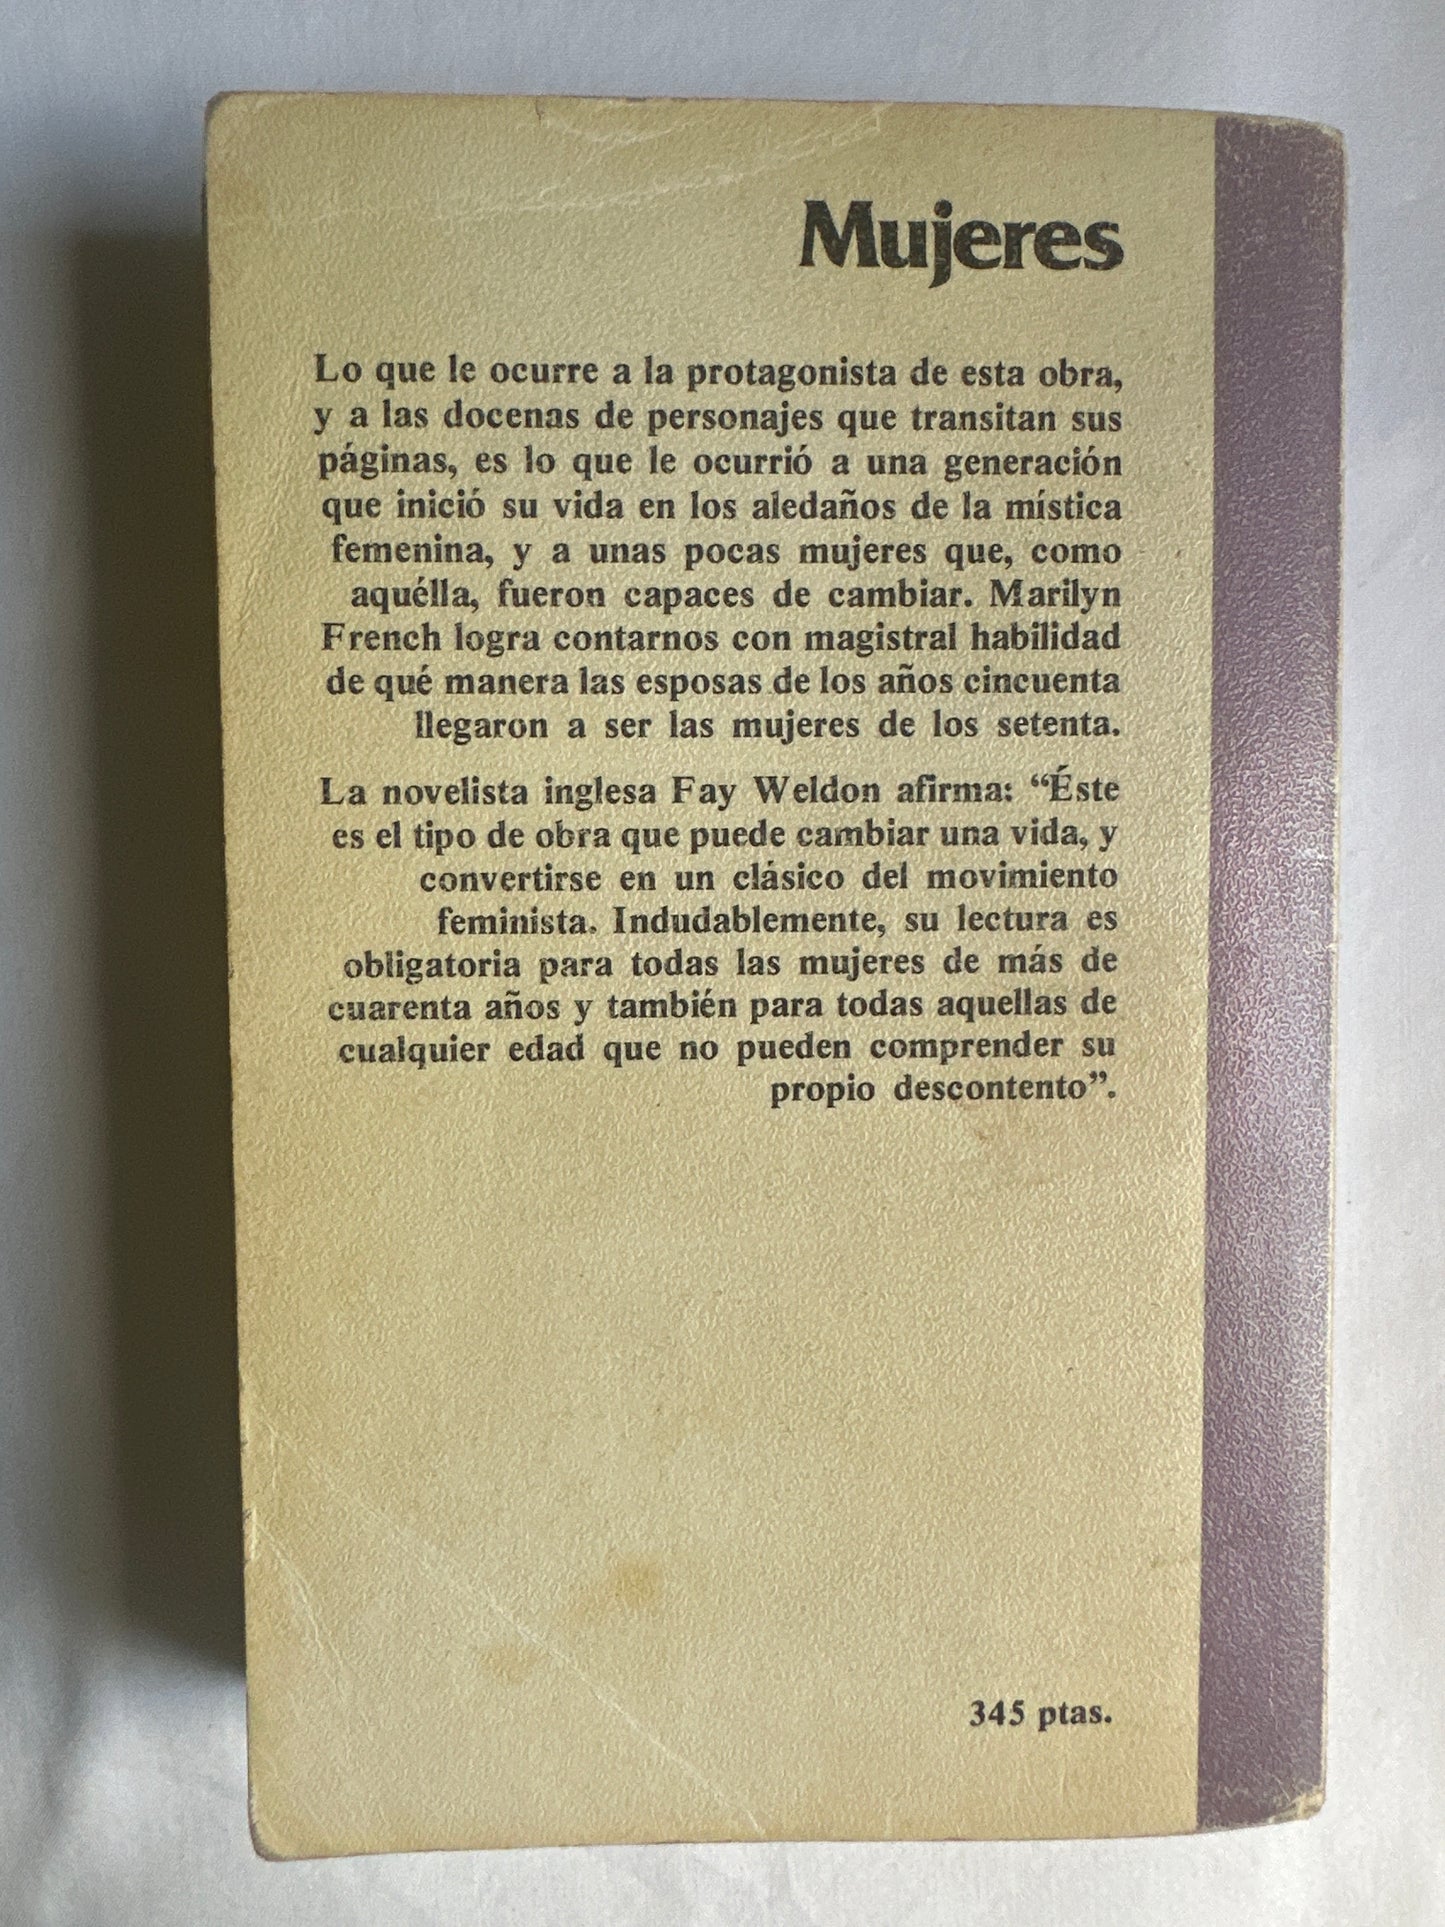 Mujeres
Lo que le ocurre a la protagonista de esta obra,
y a las docenas de personajes que transitan sus
páginas, es lo que le ocurrió a una generación
que inició su vida en los aledaños de la mística
femenina, y a unas pocas mujeres que, como
aquélla, fueron capaces de cambiar. Marilyn
French logra contarnos con magistral habilidad
de qué manera las esposas de los años cincuenta
llegaron a ser las mujeres de los setenta.
La novelista inglesa Fay Weldon afirma: “Éste
es el tipo de obra que puede cambiar una vida, y
convertirse en un clásico del movimiento
feminista. Indudablemente, su lectura es
obligatoria para todas las mujeres de más de
cuarenta años y también para todas aquellas de
cualquier edad que no pueden comprender su
propio descontento”.
345 ptas.